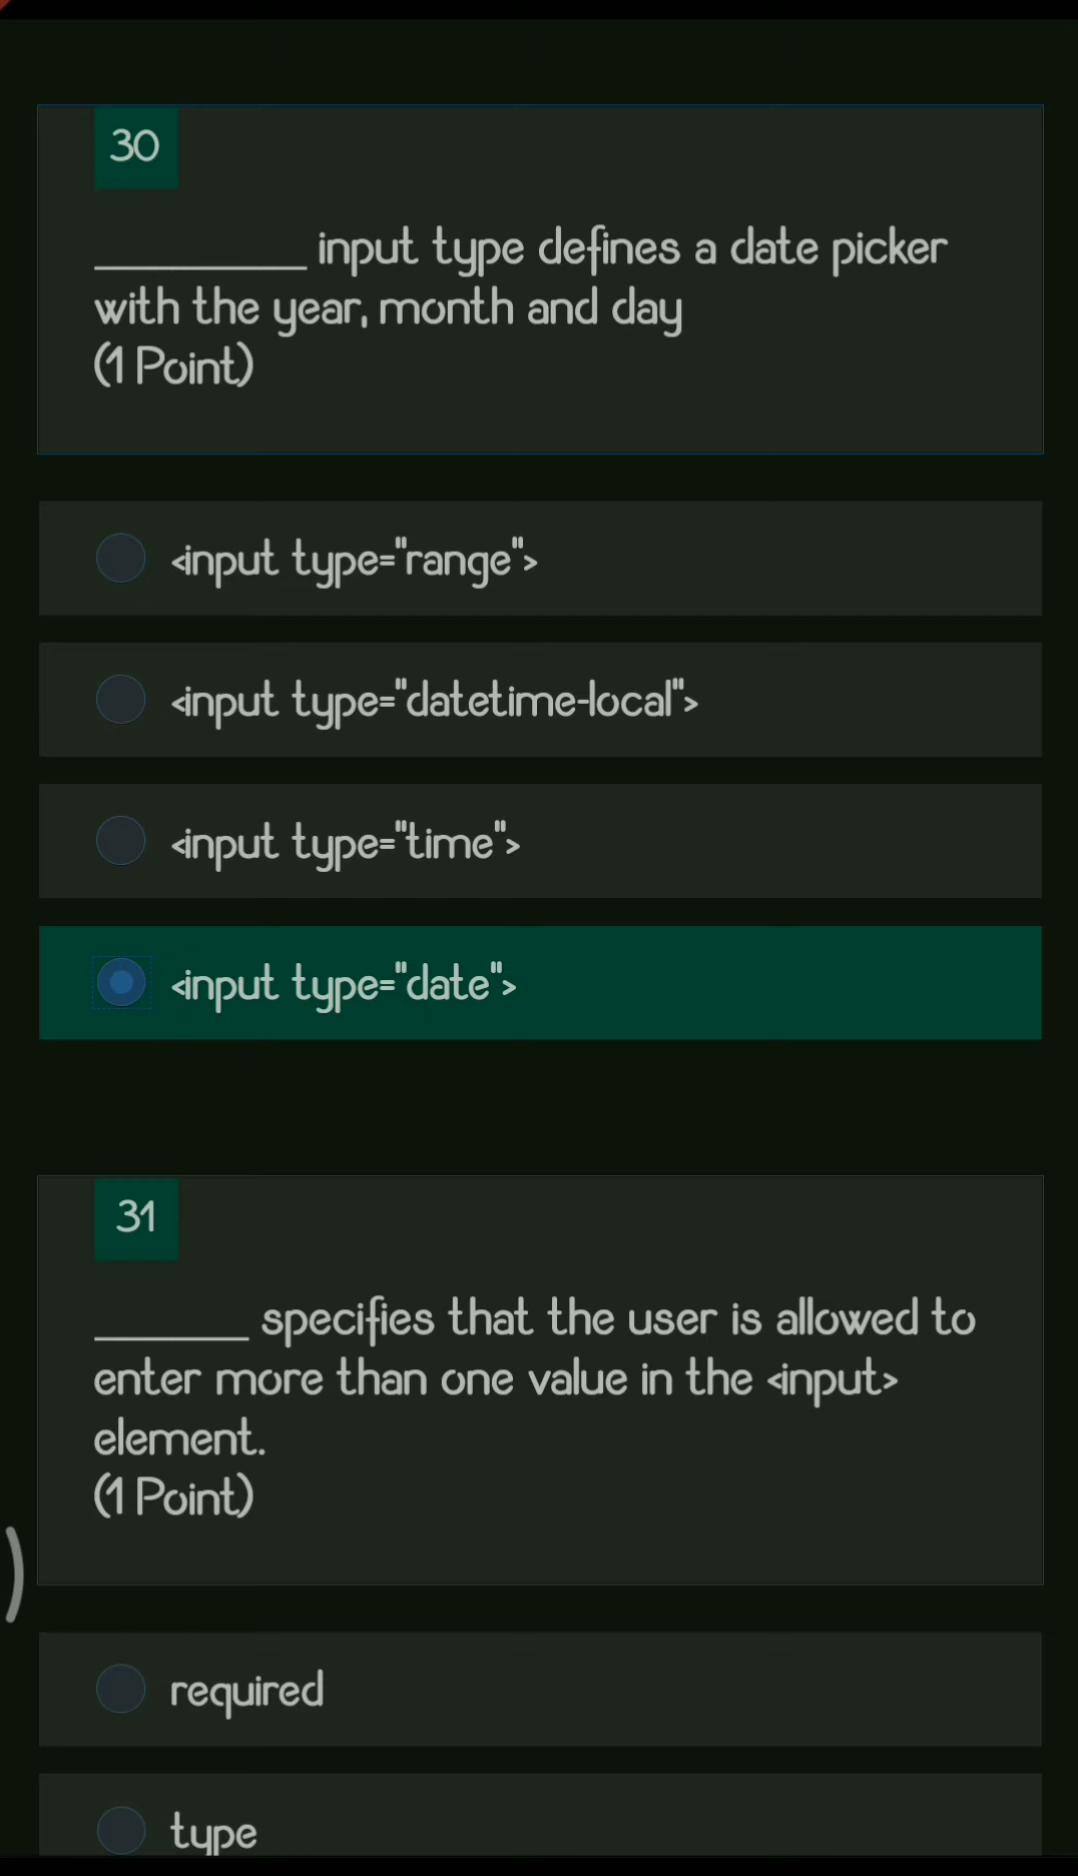 30
__________ input type defines a date picker
with the year, month and day
(1 Point)
<input type="range">
<input type="datetime-local">
<input type="time">
<input type="date">
31
_______ specifies that the user is allowed to
enter more than one value in the <input>
element.
(1 Point)
required
type